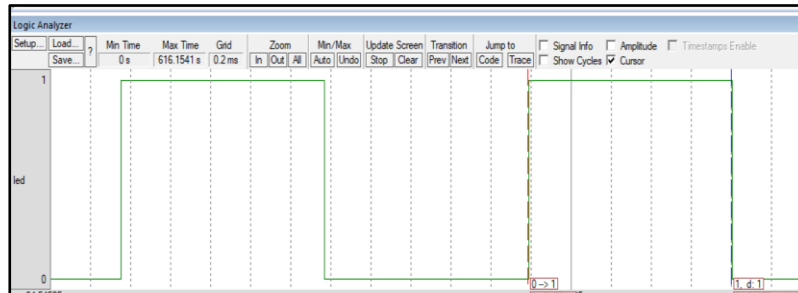 Logic Analyzer
Setup... Load... ? Min Time Max Time Grid Zoom Min/Max Update Screen Transition Jump to Signal Info Amplitude Timestamps Enable
Save... 0 s 616.1541 s 0.2 ms In Out All Auto Undo Stop Clear Prev Next Code Trace Show Cycles Cursor
1
led
0
0 --> 1 1, d: 1